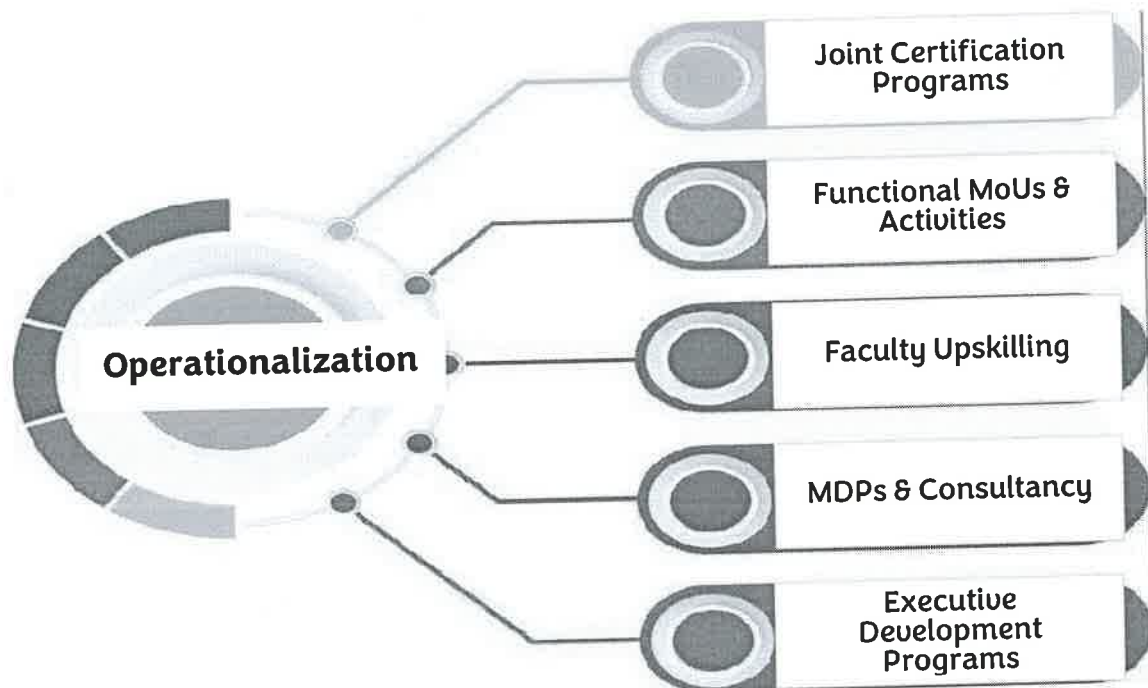 Joint Certification
Programs
Functional MoUs &
Activities
Operationalization
Faculty Upskilling
MDPs & Consultancy
Executive
Development
Programs